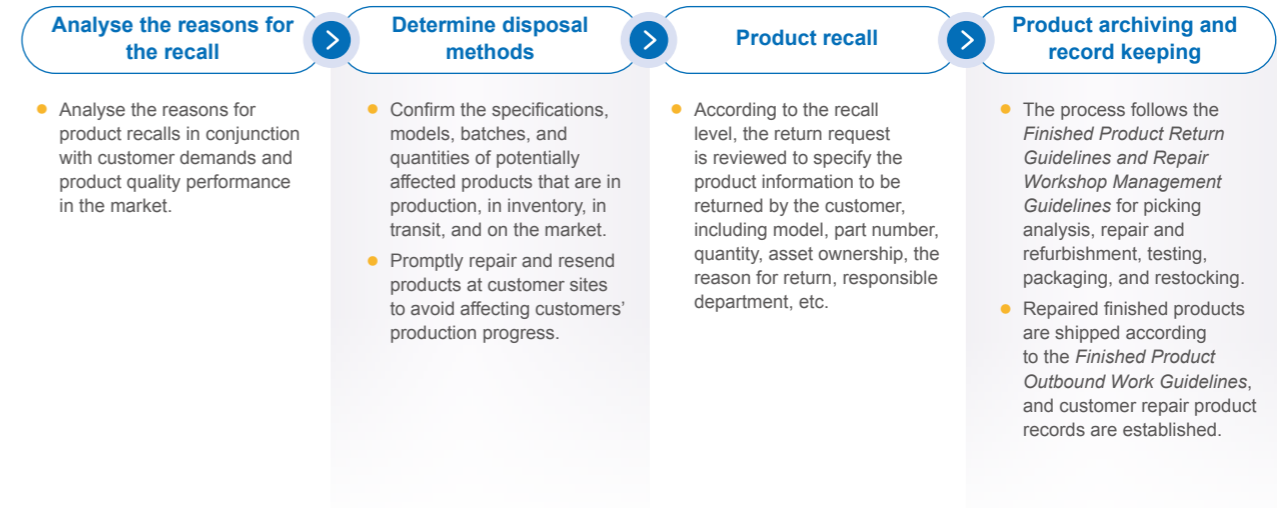 Analyse the reasons for
the recall
Analyse the reasons for
product recalls in conjunction
with customer demands and
product quality performance
in the market.
Determine disposal
methods
Confirm the specifications,
models, batches, and
quantities of potentially
affected products that are in
production, in inventory, in
transit, and on the market.
Promptly repair and resend
products at customer sites
to avoid affecting customers’
production progress.
Product recall
According to the recall
level, the return request
is reviewed to specify the
product information to be
returned by the customer,
including model, part number,
quantity, asset ownership, the
reason for return, responsible
department, etc.
Product archiving and
record keeping
The process follows the
Finished Product Return
Guidelines and Repair
Workshop Management
Guidelines for picking
analysis, repair and
refurbishment, testing,
packaging, and restocking.
Repaired finished products
are shipped according
to the Finished Product
Outbound Work Guidelines,
and customer repair product
records are established.